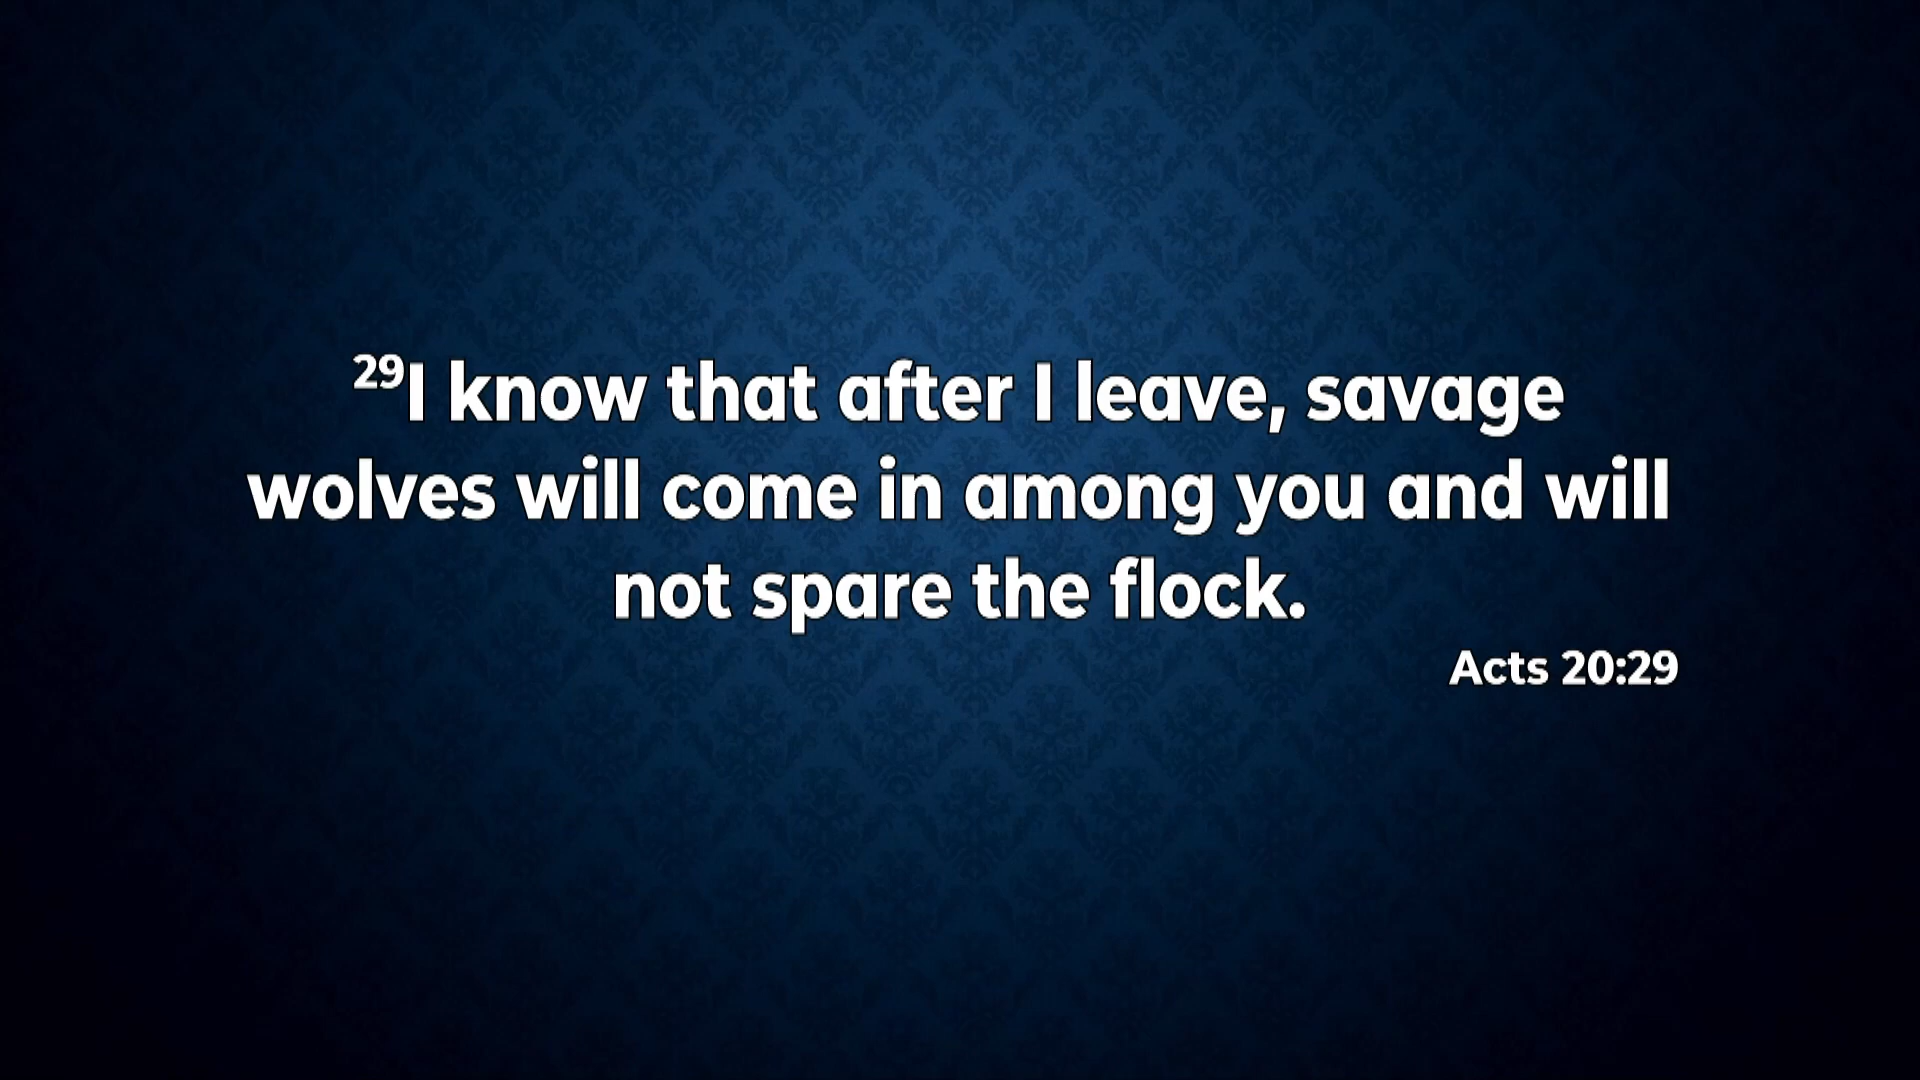 29I know that after I leave, savage
wolves will come in among you and will
not spare the flock.
Acts 20:29